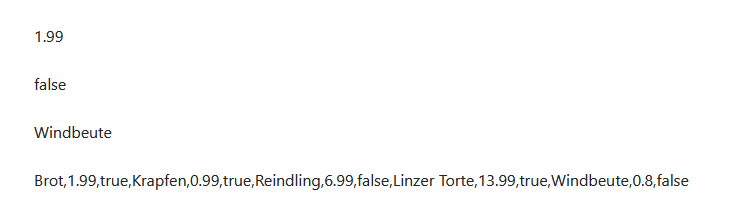 1.99
false
Windbeute
Brot,1.99,true,Krapfen,0.99,true,Reindling,6.99,false,Linzer Torte,13.99,true,Windbeute,0.8,false